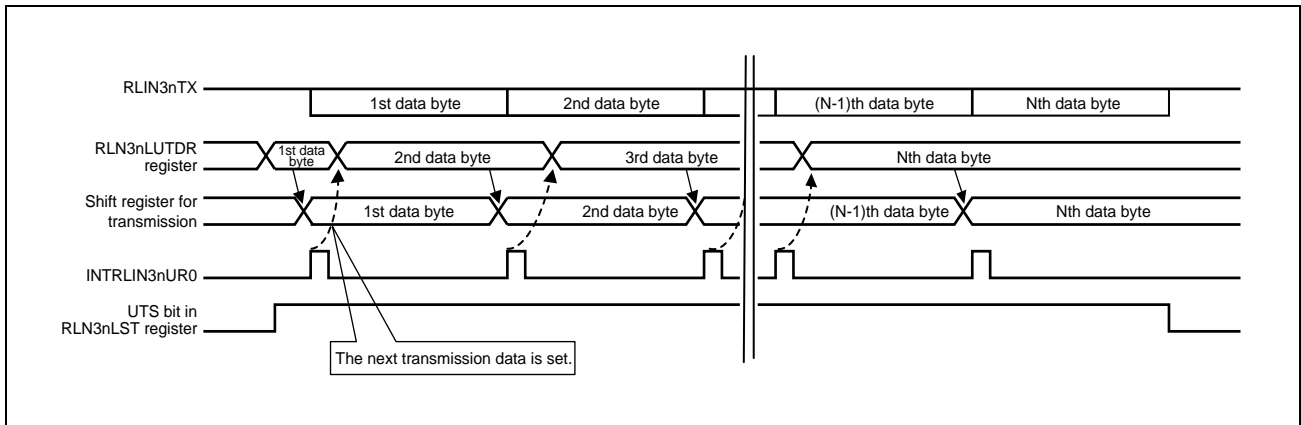 RLIN3nTX
1st data byte
2nd data byte
(N-1)th data byte
Nth data byte
RLN3nLUTDR
register
1st data
byte
2nd data byte
3rd data byte
Nth data byte
Shift register for
transmission
1st data byte
2nd data byte
(N-1)th data byte
Nth data byte
INTRLIN3nUR0
UTS bit in
RLN3nLST register
The next transmission data is set.